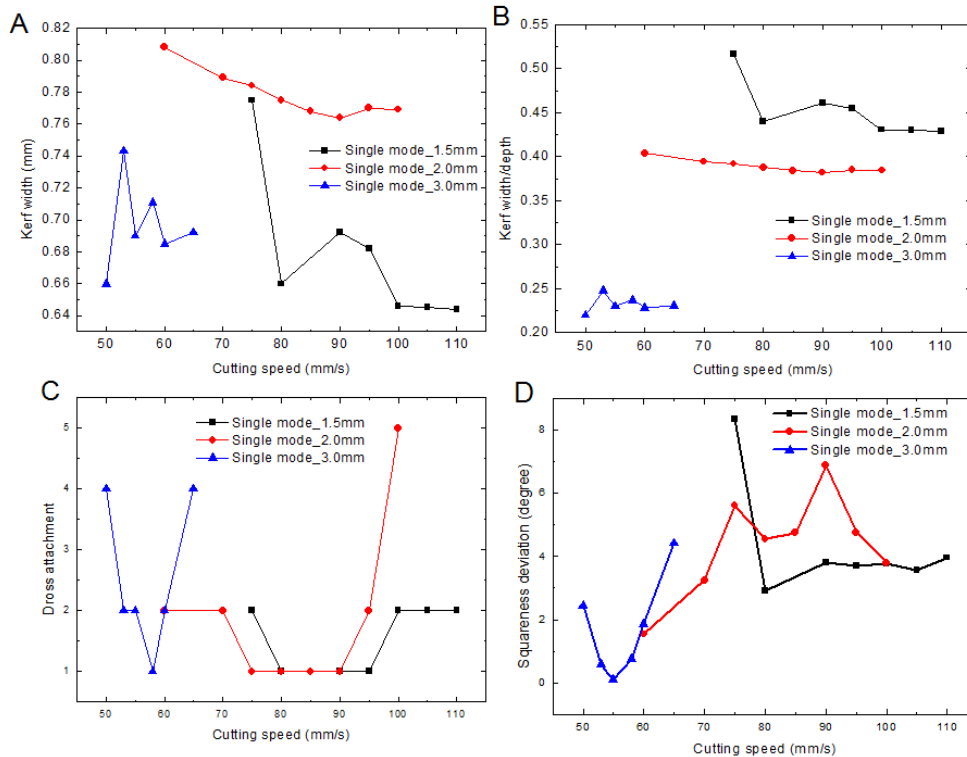 A
Kerf width (mm)
0.82
0.80
0.78
0.76
0.74
0.72
0.70
0.68
0.66
0.64
Single mode_1.5mm
Single mode_2.0mm
Single mode_3.0mm
50 60 70 80 90 100 110
Cutting speed (mm/s)
B
Kerf width/depth
0.55
0.50
0.45
0.40
0.35
0.30
0.25
0.20
Single mode_1.5mm
Single mode_2.0mm
Single mode_3.0mm
50 60 70 80 90 100 110
Cutting speed (mm/s)
C
Dross attachment
5
4
3
2
1
Single mode_1.5mm
Single mode_2.0mm
Single mode_3.0mm
50 60 70 80 90 100 110
Cutting speed (mm/s)
D
Squareness deviation (degree)
8
6
4
2
0
Single mode_1.5mm
Single mode_2.0mm
Single mode_3.0mm
50 60 70 80 90 100 110
Cutting speed (mm/s)